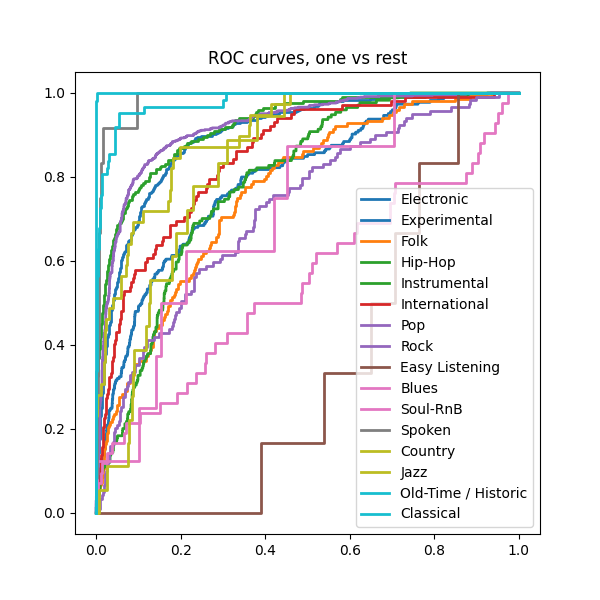 ROC curves, one vs rest
1.0
0.8
0.6
0.4
0.2
0.0
Electronic
Experimental
Folk
Hip-Hop
Instrumental
International
Pop
Rock
Easy Listening
Blues
Soul-RnB
Spoken
Country
Jazz
Old-Time / Historic
Classical
0.0 0.2 0.4 0.6 0.8 1.0